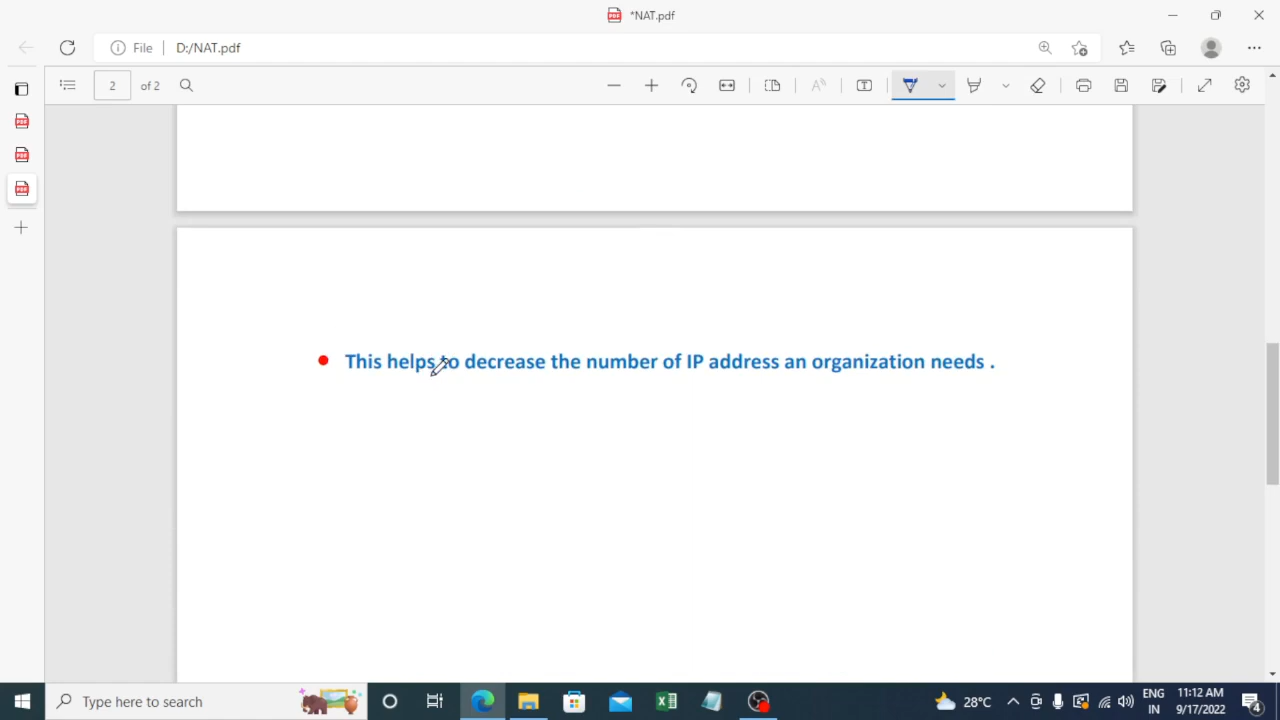 *NAT.pdf
File
D:/NAT.pdf
2
of 2
This helps to decrease the number of IP address an organization needs .
Type here to search
28°C
ENG
IN
11:12 AM
9/17/2022
4